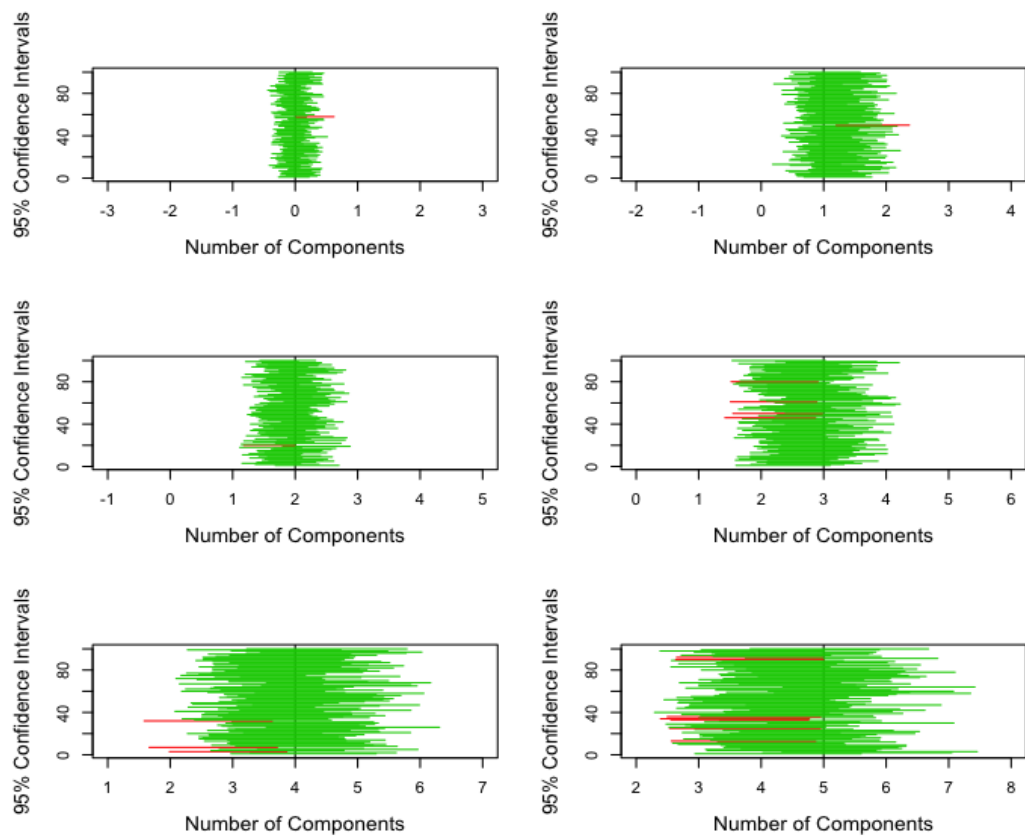 95% Confidence Intervals
0 40 80
-3 -2 -1 0 1 2 3
Number of Components
95% Confidence Intervals
0 40 80
-2 -1 0 1 2 3 4
Number of Components
95% Confidence Intervals
0 40 80
-1 0 1 2 3 4 5
Number of Components
95% Confidence Intervals
0 40 80
0 1 2 3 4 5 6
Number of Components
95% Confidence Intervals
0 40 80
1 2 3 4 5 6 7
Number of Components
95% Confidence Intervals
0 40 80
2 3 4 5 6 7 8
Number of Components